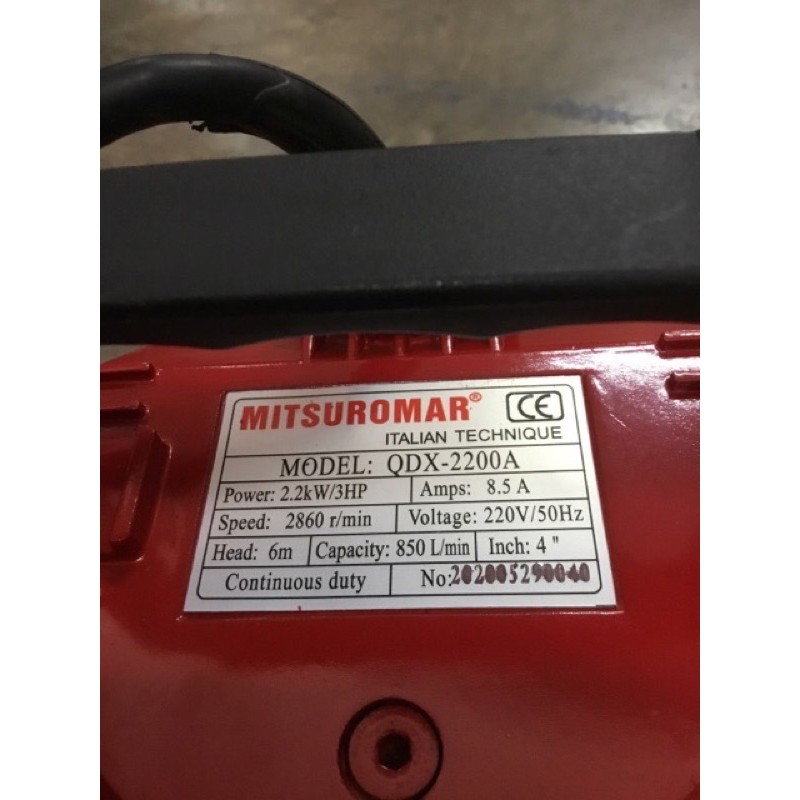 MITSUROMAR® CE
ITALIAN TECHNIQUE
MODEL: QDX-2200A
Power: 2.2kW/3HP Amps: 8.5 A
Speed: 2860 r/min Voltage: 220V/50Hz
Head: 6m Capacity: 850 L/min Inch: 4 "
Continuous duty No:202005290040